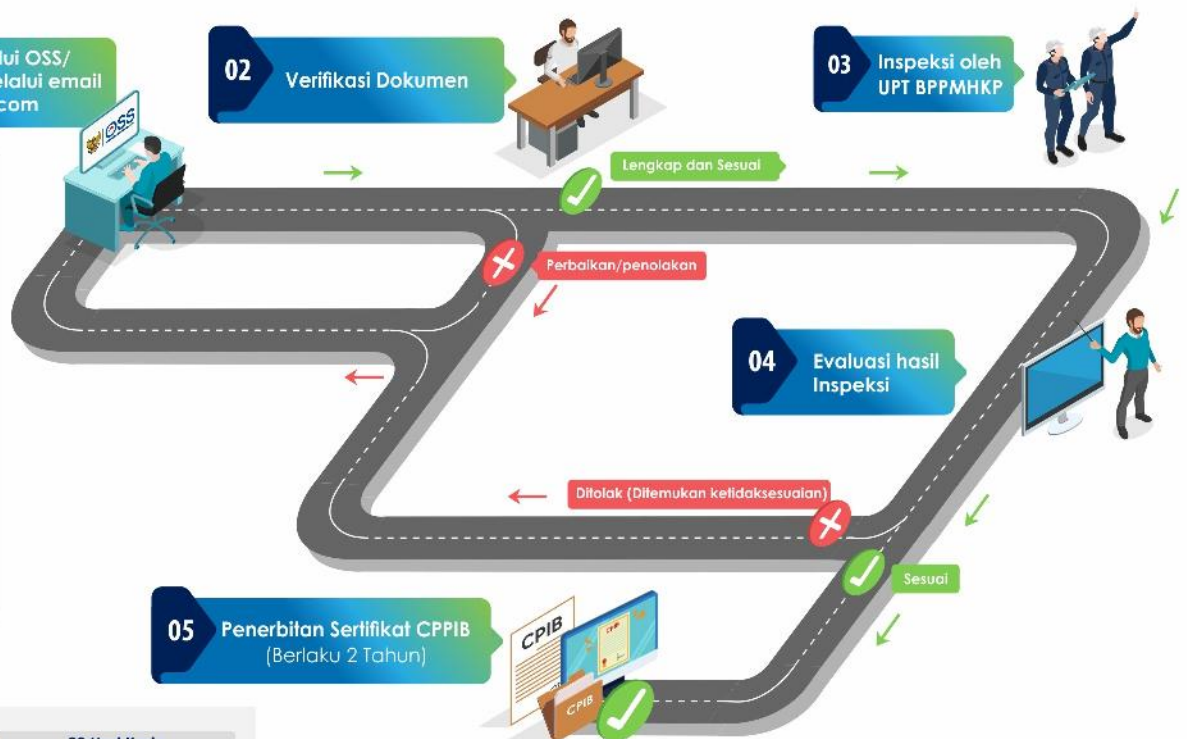 lui OSS/
elalui email
com
OSS
02 Verifikasi Dokumen
03 Inspeksi oleh
UPT BPPMHKP
Lengkap dan Sesuai
Perbaikan/penolakan
04 Evaluasi hasil
Inspeksi
Ditolak (Ditemukan ketidaksesuaian)
Sesuai
05 Penerbitan Sertifikat CPPIB
(Berlaku 2 Tahun)
CPIB
CPIB